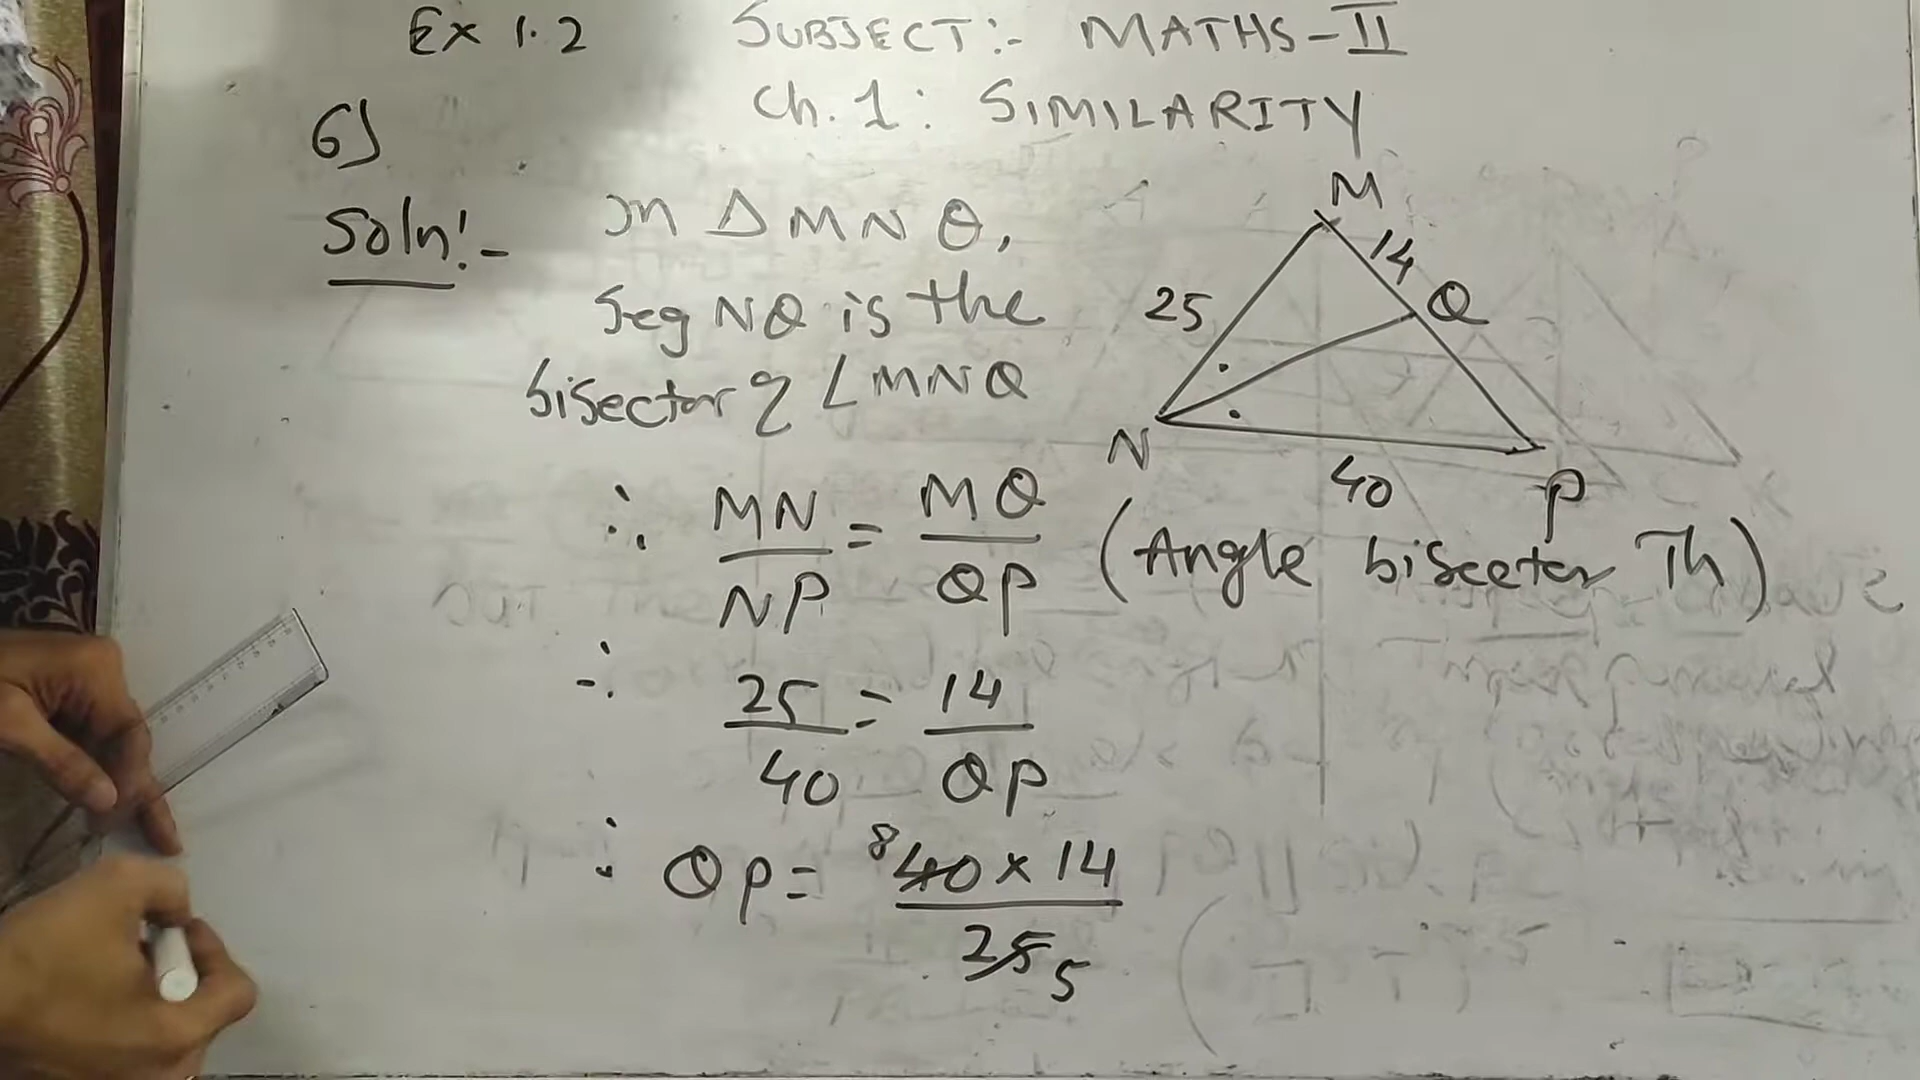 Ex 1.2 SUBJECT:- MATHS-II
Ch. 1: SIMILARITY
6)
Soln:- In Δ MNQ,
Seg NQ is the
bisector of ∠MNQ
∴ MN/NP = MQ/QP (Angle bisector Th)
∴ 25/40 = 14/QP
∴ QP = 8 40 x 14 / 25 5
M
14
25
Q
N
40
P